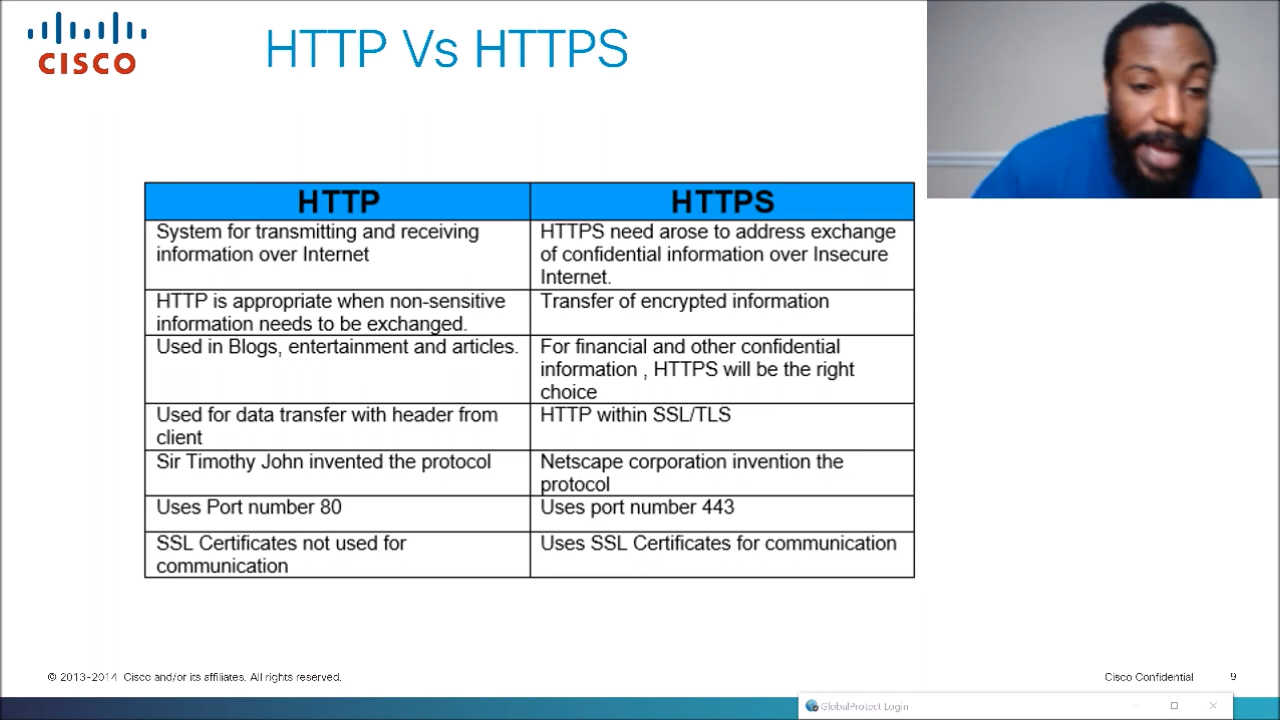 CISCO
HTTP Vs HTTPS
HTTP
HTTPS
System for transmitting and receiving
information over Internet
HTTPS need arose to address exchange
of confidential information over Insecure
Internet.
HTTP is appropriate when non-sensitive
information needs to be exchanged.
Transfer of encrypted information
Used in Blogs, entertainment and articles.
For financial and other confidential
information , HTTPS will be the right
choice
Used for data transfer with header from
client
HTTP within SSL/TLS
Sir Timothy John invented the protocol
Netscape corporation invention the
protocol
Uses Port number 80
Uses port number 443
SSL Certificates not used for
communication
Uses SSL Certificates for communication
© 2013-2014 Cisco and/or its affiliates. All rights reserved.
Cisco Confidential
9
GlobalProtect Login